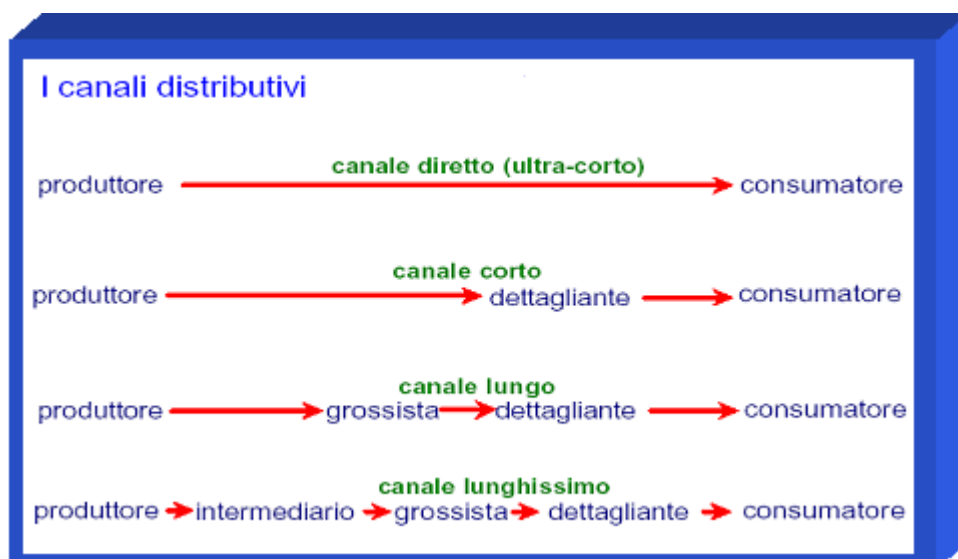 I canali distributivi
canale diretto (ultra-corto)
produttore consumatore
canale corto
produttore dettagliante consumatore
canale lungo
produttore grossista dettagliante consumatore
canale lunghissimo
produttore intermediario grossista dettagliante consumatore